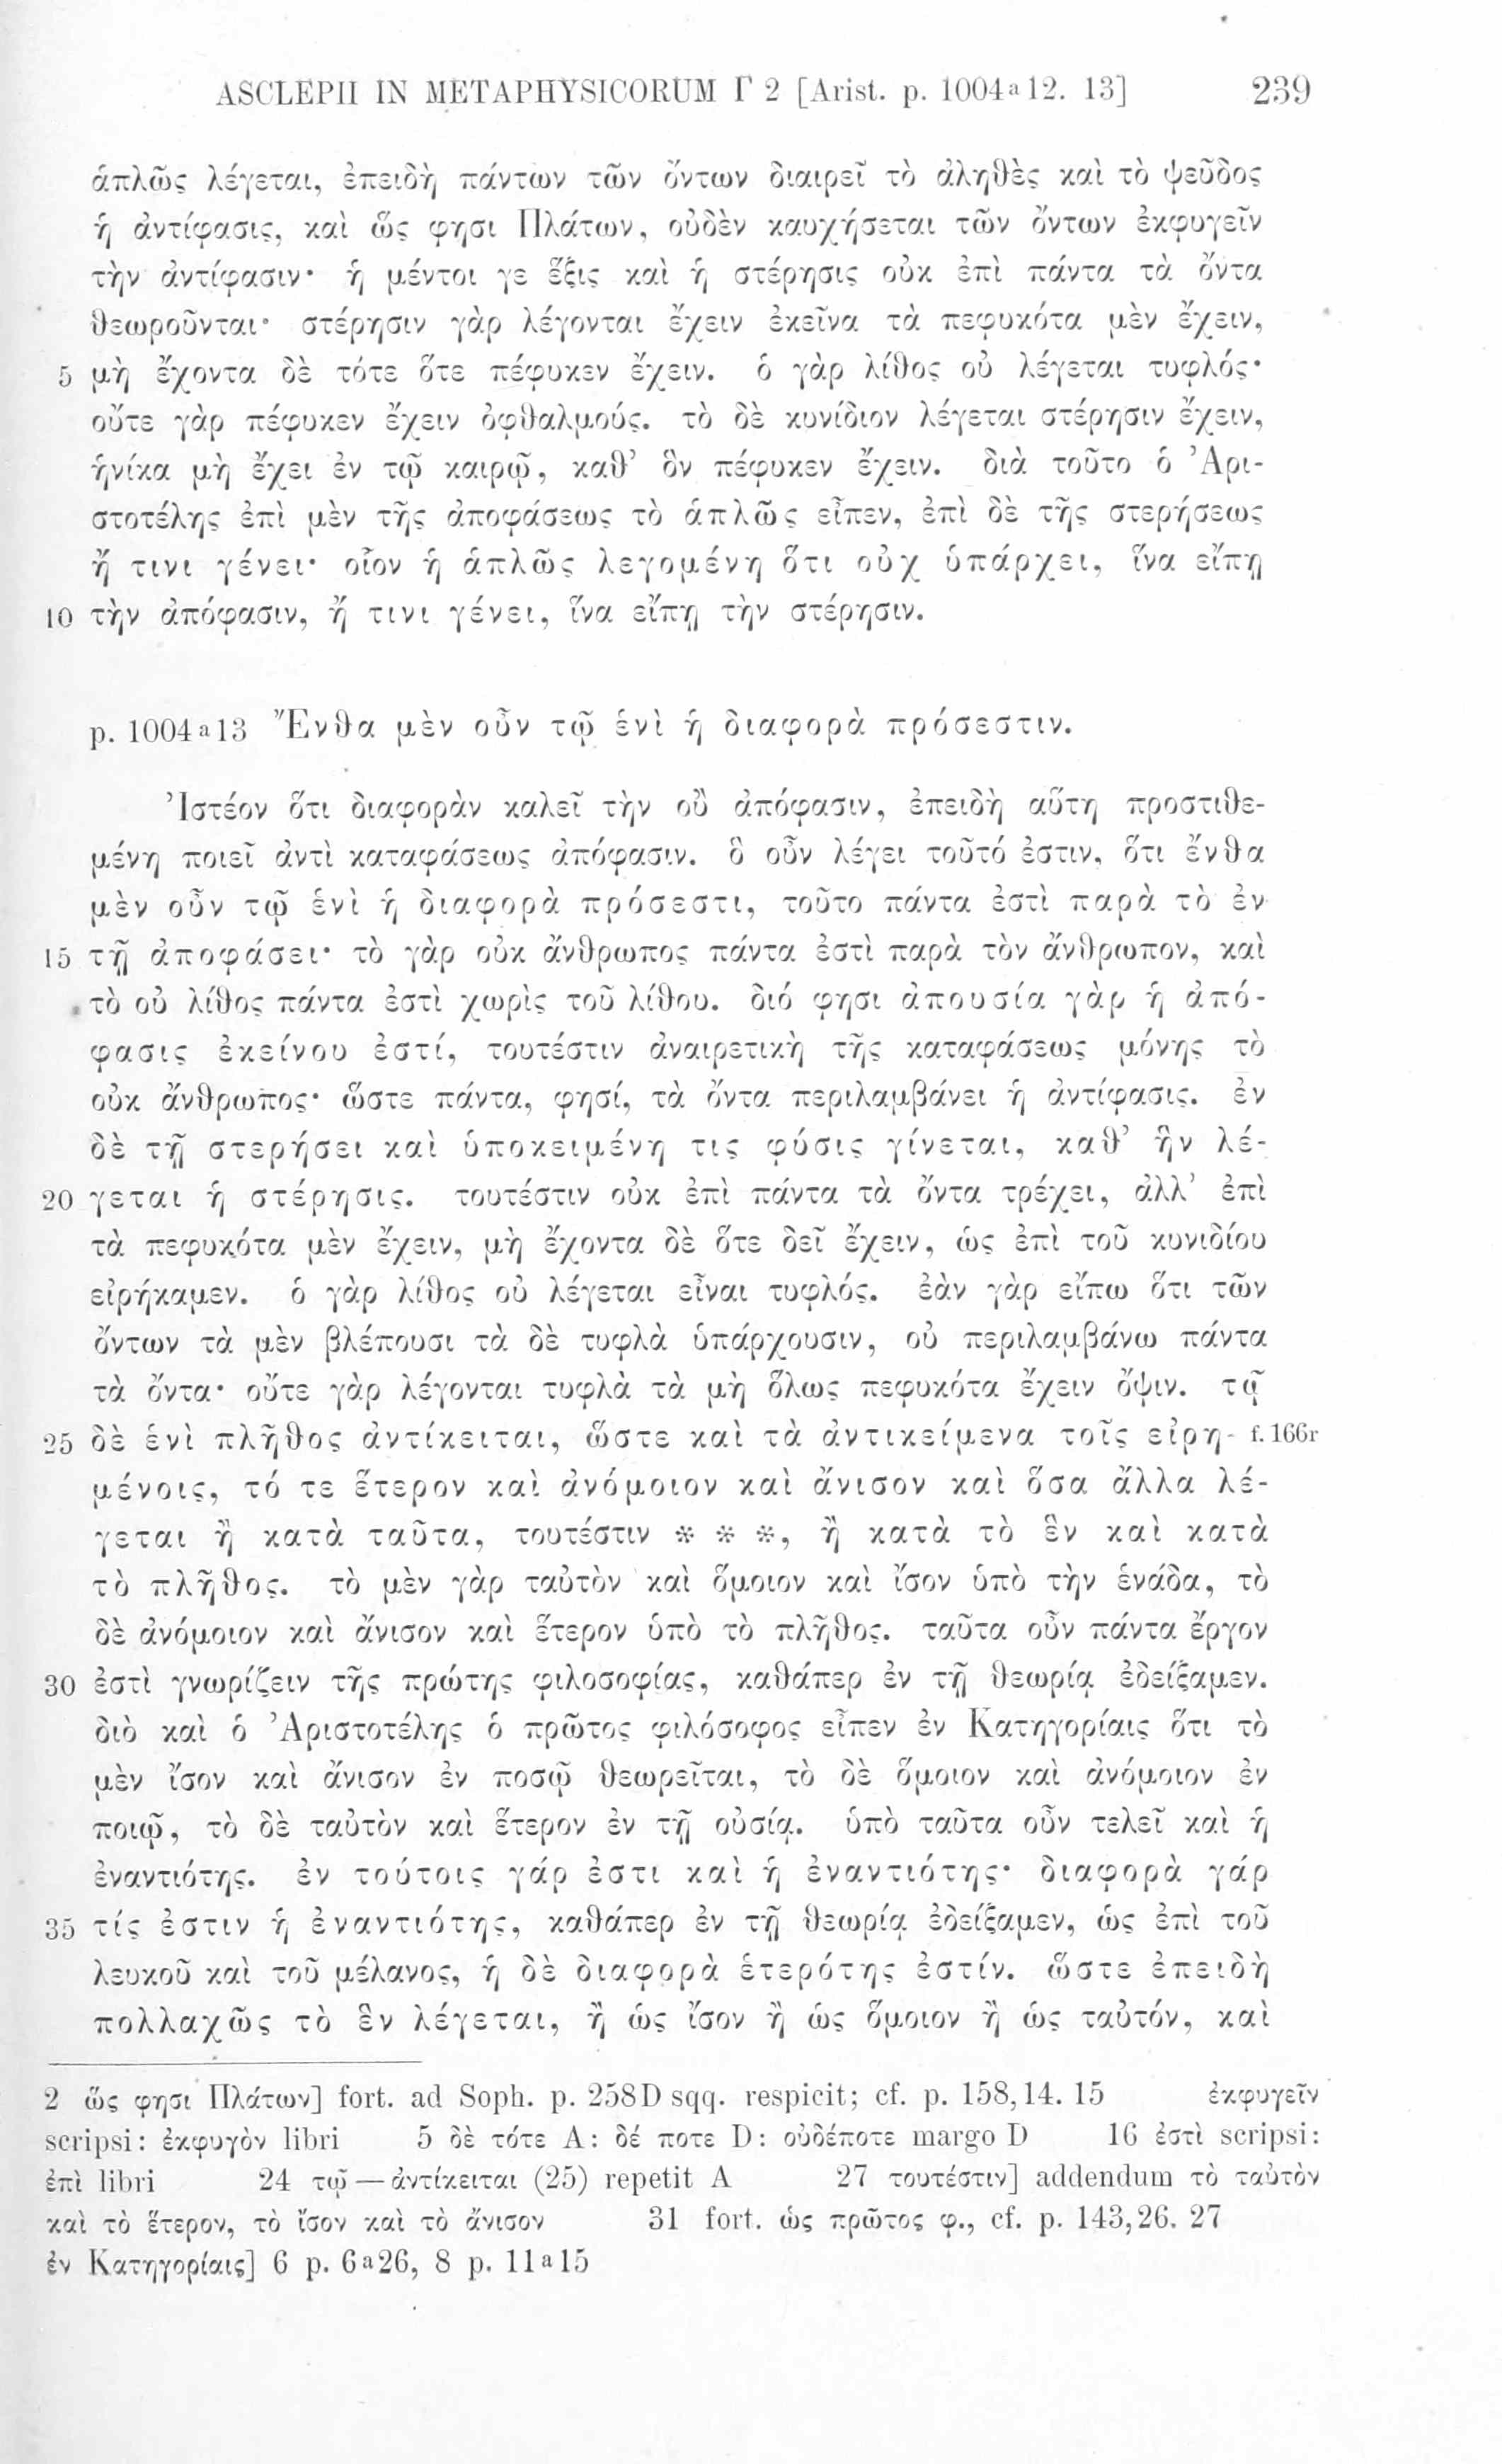 ASCLEPII IN METAPHYSICORUM Γ 2 [Arist. p. 1004a12. 13] 239
ἁπλῶς λέγεται, ἐπειδὴ πάντων τῶν ὄντων διαιρεῖ τὸ ἀληθὲς καὶ τὸ ψεῦδος
ἡ ἀντίφασις, καὶ ὥς φησι Πλάτων, οὐδὲν καυχήσεται τῶν ὄντων ἐκφυγεῖν
τὴν ἀντίφασιν· ἡ μέντοι γε ἕξις καὶ ἡ στέρησις οὐκ ἐπὶ πάντα τὰ ὄντα
θεωροῦνται· στέρησιν γὰρ λέγονται ἔχειν ἐκεῖνα τὰ πεφυκότα μὲν ἔχειν,
5 μὴ ἔχοντα δὲ τότε ὅτε πέφυκεν ἔχειν. ὁ γὰρ λίθος οὐ λέγεται τυφλός·
οὔτε γὰρ πέφυκεν ἔχειν ὀφθαλμούς. τὸ δὲ κυνίδιον λέγεται στέρησιν ἔχειν,
ἡνίκα μὴ ἔχει ἐν τῷ καιρῷ, καθ’ ὃν πέφυκεν ἔχειν. διὰ τοῦτο ὁ Ἀρι-
στοτέλης ἐπὶ μὲν τῆς ἀποφάσεως τὸ ἁπλῶς εἶπεν, ἐπὶ δὲ τῆς στερήσεως
ἤ τινι γένει· οἷον ἡ ἁπλῶς λεγομένη ὅτι οὐχ ὑπάρχει, ἵνα εἴπῃ
10 τὴν ἀπόφασιν, ἤ τινι γένει, ἵνα εἴπῃ τὴν στέρησιν.
p. 1004a13 Ἔνθα μὲν οὖν τῷ ἑνὶ ἡ διαφορὰ πρόσεστιν.
Ἰστέον ὅτι διαφορὰν καλεῖ τὴν οὒ ἀπόφασιν, ἐπειδὴ αὕτη προστιθε-
μένη ποιεῖ ἀντὶ καταφάσεως ἀπόφασιν. ὃ οὖν λέγει τοῦτό ἐστιν, ὅτι ἔνθα
μὲν οὖν τῷ ἑνὶ ἡ διαφορὰ πρόσεστι, τοῦτο πάντα ἐστὶ παρὰ τὸ ἐν
15 τῇ ἀποφάσει· τὸ γὰρ οὐκ ἄνθρωπος πάντα ἐστὶ παρὰ τὸν ἄνθρωπον, καὶ
τὸ οὐ λίθος πάντα ἐστὶ χωρὶς τοῦ λίθου. διό φησι ἀπουσία γὰρ ἡ ἀπό-
φασις ἐκείνου ἐστί, τουτέστιν ἀναιρετικὴ τῆς καταφάσεως μόνης τὸ
οὐκ ἄνθρωπος· ὥστε πάντα, φησί, τὰ ὄντα περιλαμβάνει ἡ ἀντίφασις. ἐν
δὲ τῇ στερήσει καὶ ὑποκειμένη τις φύσις γίνεται, καθ’ ἣν λέ-
20 γεται ἡ στέρησις. τουτέστιν οὐκ ἐπὶ πάντα τὰ ὄντα τρέχει, ἀλλ’ ἐπὶ
τὰ πεφυκότα μὲν ἔχειν, μὴ ἔχοντα δὲ ὅτε δεῖ ἔχειν, ὡς ἐπὶ τοῦ κυνιδίου
εἰρήκαμεν. ὁ γὰρ λίθος οὐ λέγεται εἶναι τυφλός. ἐὰν γὰρ εἴπω ὅτι τῶν
ὄντων τὰ μὲν βλέπουσι τὰ δὲ τυφλὰ ὑπάρχουσιν, οὐ περιλαμβάνω πάντα
τὰ ὄντα· οὔτε γὰρ λέγονται τυφλὰ τὰ μὴ ὅλως πεφυκότα ἔχειν ὄψιν. τῷ
25 δὲ ἑνὶ πλῆθος ἀντίκειται, ὥστε καὶ τὰ ἀντικείμενα τοῖς εἰρη- f. 166r
μένοις, τό τε ἕτερον καὶ ἀνόμοιον καὶ ἄνισον καὶ ὅσα ἄλλα λέ-
γεται ἢ κατὰ ταῦτα, τουτέστιν * * *, ἢ κατὰ τὸ ἓν καὶ κατὰ
τὸ πλῆθος. τὸ μὲν γὰρ ταὐτὸν καὶ ὅμοιον καὶ ἴσον ὑπὸ τὴν ἑνάδα, τὸ
δὲ ἀνόμοιον καὶ ἄνισον καὶ ἕτερον ὑπὸ τὸ πλῆθος. ταῦτα οὖν πάντα ἔργον
30 ἐστὶ γνωρίζειν τῆς πρώτης φιλοσοφίας, καθάπερ ἐν τῇ θεωρίᾳ ἐδείξαμεν.
διὸ καὶ ὁ Ἀριστοτέλης ὁ πρῶτος φιλόσοφος εἶπεν ἐν Κατηγορίαις ὅτι τὸ
μὲν ἴσον καὶ ἄνισον ἐν ποσῷ θεωρεῖται, τὸ δὲ ὅμοιον καὶ ἀνόμοιον ἐν
ποιῷ, τὸ δὲ ταὐτὸν καὶ ἕτερον ἐν τῇ οὐσίᾳ. ὑπὸ ταῦτα οὖν τελεῖ καὶ ἡ
ἐναντιότης. ἐν τούτοις γάρ ἐστι καὶ ἡ ἐναντιότης· διαφορὰ γάρ
35 τίς ἐστιν ἡ ἐναντιότης, καθάπερ ἐν τῇ θεωρίᾳ ἐδείξαμεν, ὡς ἐπὶ τοῦ
λευκοῦ καὶ τοῦ μέλανος, ἡ δὲ διαφορὰ ἑτερότης ἐστίν. ὥστε ἐπειδὴ
πολλαχῶς τὸ ἓν λέγεται, ἢ ὡς ἴσον ἢ ὡς ὅμοιον ἢ ὡς ταὐτόν, καὶ
2 ὥς φησι Πλάτων] fort. ad Soph. p. 258D sqq. respicit; cf. p. 158,14. 15 ἐκφυγεῖν
scripsi: ἐκφυγὸν libri 5 δὲ τότε A: δέ ποτε D: οὐδέποτε margo D 16 ἐστὶ scripsi:
ἐπὶ libri 24 τῷ — ἀντίκειται (25) repetit A 27 τουτέστιν] addendum τὸ ταὐτὸν
καὶ τὸ ἕτερον, τὸ ἴσον καὶ τὸ ἄνισον 31 fort. ὡς πρῶτος φ., cf. p. 143,26. 27
ἐν Κατηγορίαις] 6 p. 6a26, 8 p. 11a15